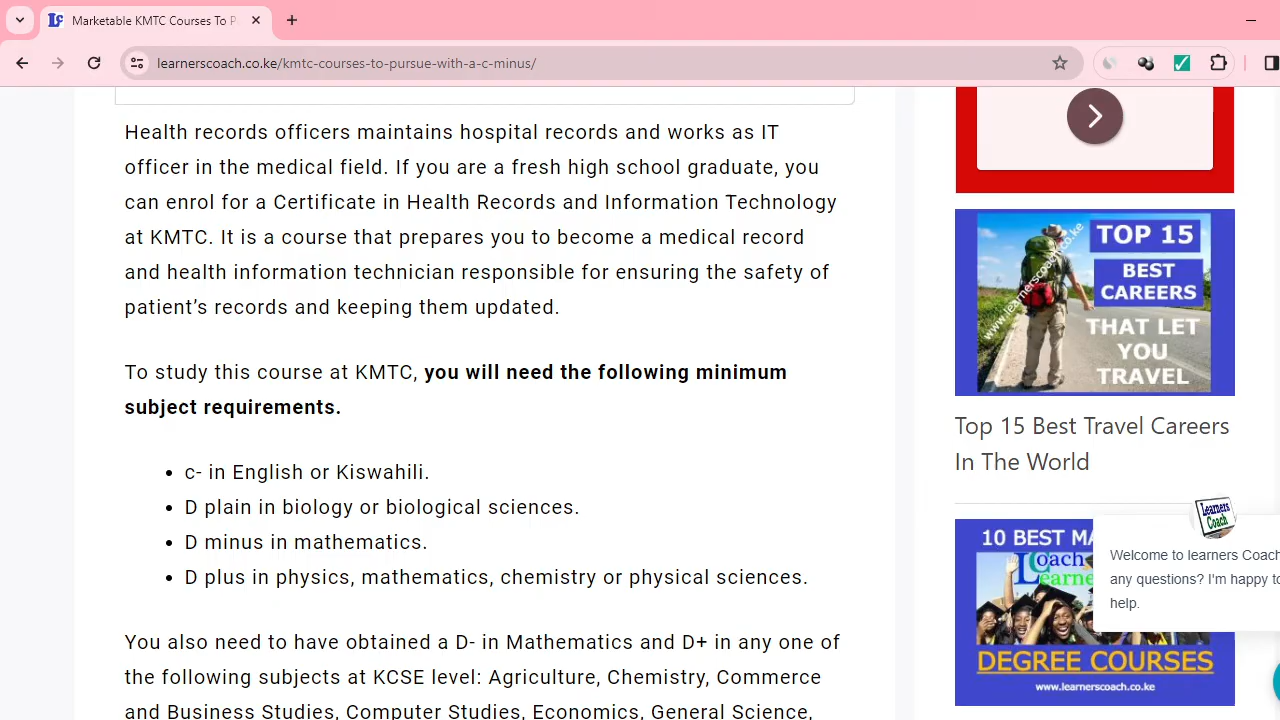 Marketable KMTC Courses To P
learnerscoach.co.ke/kmtc-courses-to-pursue-with-a-c-minus/
Health records officers maintains hospital records and works as IT
officer in the medical field. If you are a fresh high school graduate, you
can enrol for a Certificate in Health Records and Information Technology
at KMTC. It is a course that prepares you to become a medical record
and health information technician responsible for ensuring the safety of
patient’s records and keeping them updated.
To study this course at KMTC, you will need the following minimum
subject requirements.
• c- in English or Kiswahili.
• D plain in biology or biological sciences.
• D minus in mathematics.
• D plus in physics, mathematics, chemistry or physical sciences.
You also need to have obtained a D- in Mathematics and D+ in any one of
the following subjects at KCSE level: Agriculture, Chemistry, Commerce
and Business Studies, Computer Studies, Economics, General Science,
TOP 15
BEST
CAREERS
THAT LET
YOU
TRAVEL
www.learnerscoach.co.ke
Top 15 Best Travel Careers
In The World
Learners
Coach
10 BEST MA
Coach
Learne
DEGREE COURSES
www.learnerscoach.co.ke
Welcome to learners Coach
any questions? I'm happy to
help.